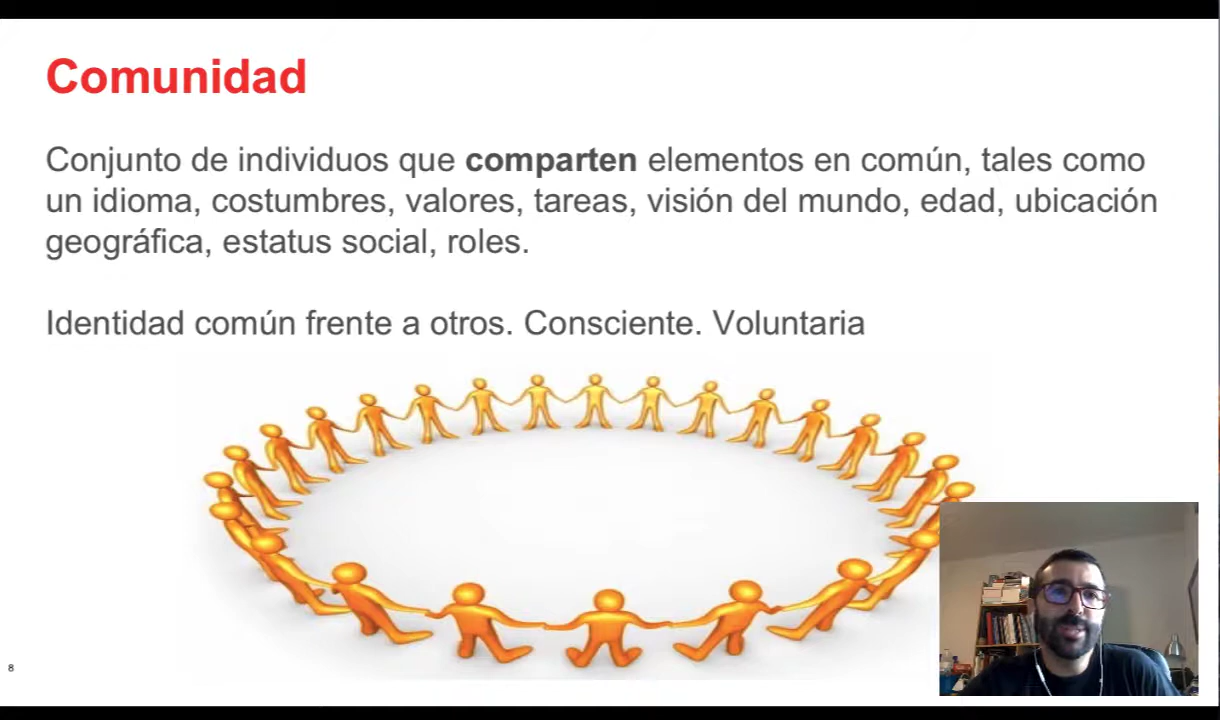 Comunidad
Conjunto de individuos que comparten elementos en común, tales como
un idioma, costumbres, valores, tareas, visión del mundo, edad, ubicación
geográfica, estatus social, roles.
Identidad común frente a otros. Consciente. Voluntaria
8